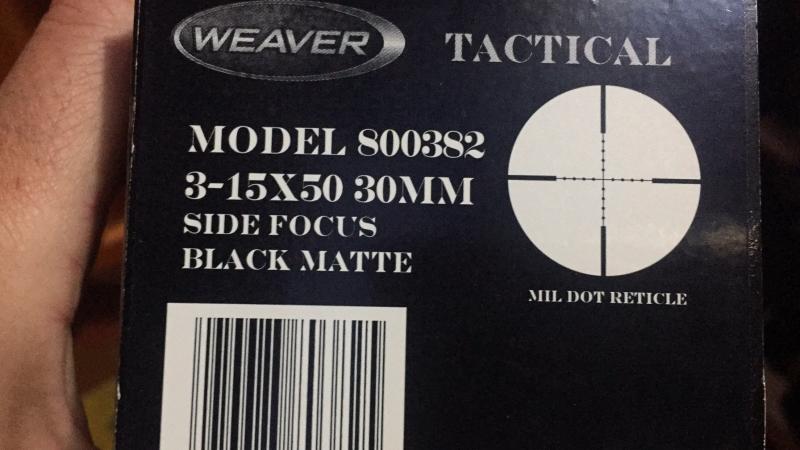 WEAVER TACTICAL
MODEL 800382
3-15X50 30MM
SIDE FOCUS
BLACK MATTE
MIL DOT RETICLE